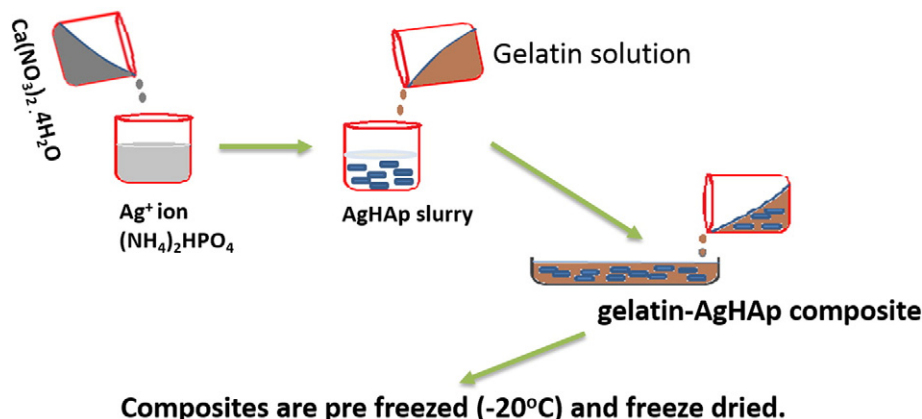 Ca(NO₃)₂ . 4H₂O
Gelatin solution
Ag⁺ ion
(NH₄)₂HPO₄
AgHAp slurry
gelatin-AgHAp composite
Composites are pre freezed (-20⁰C) and freeze dried.